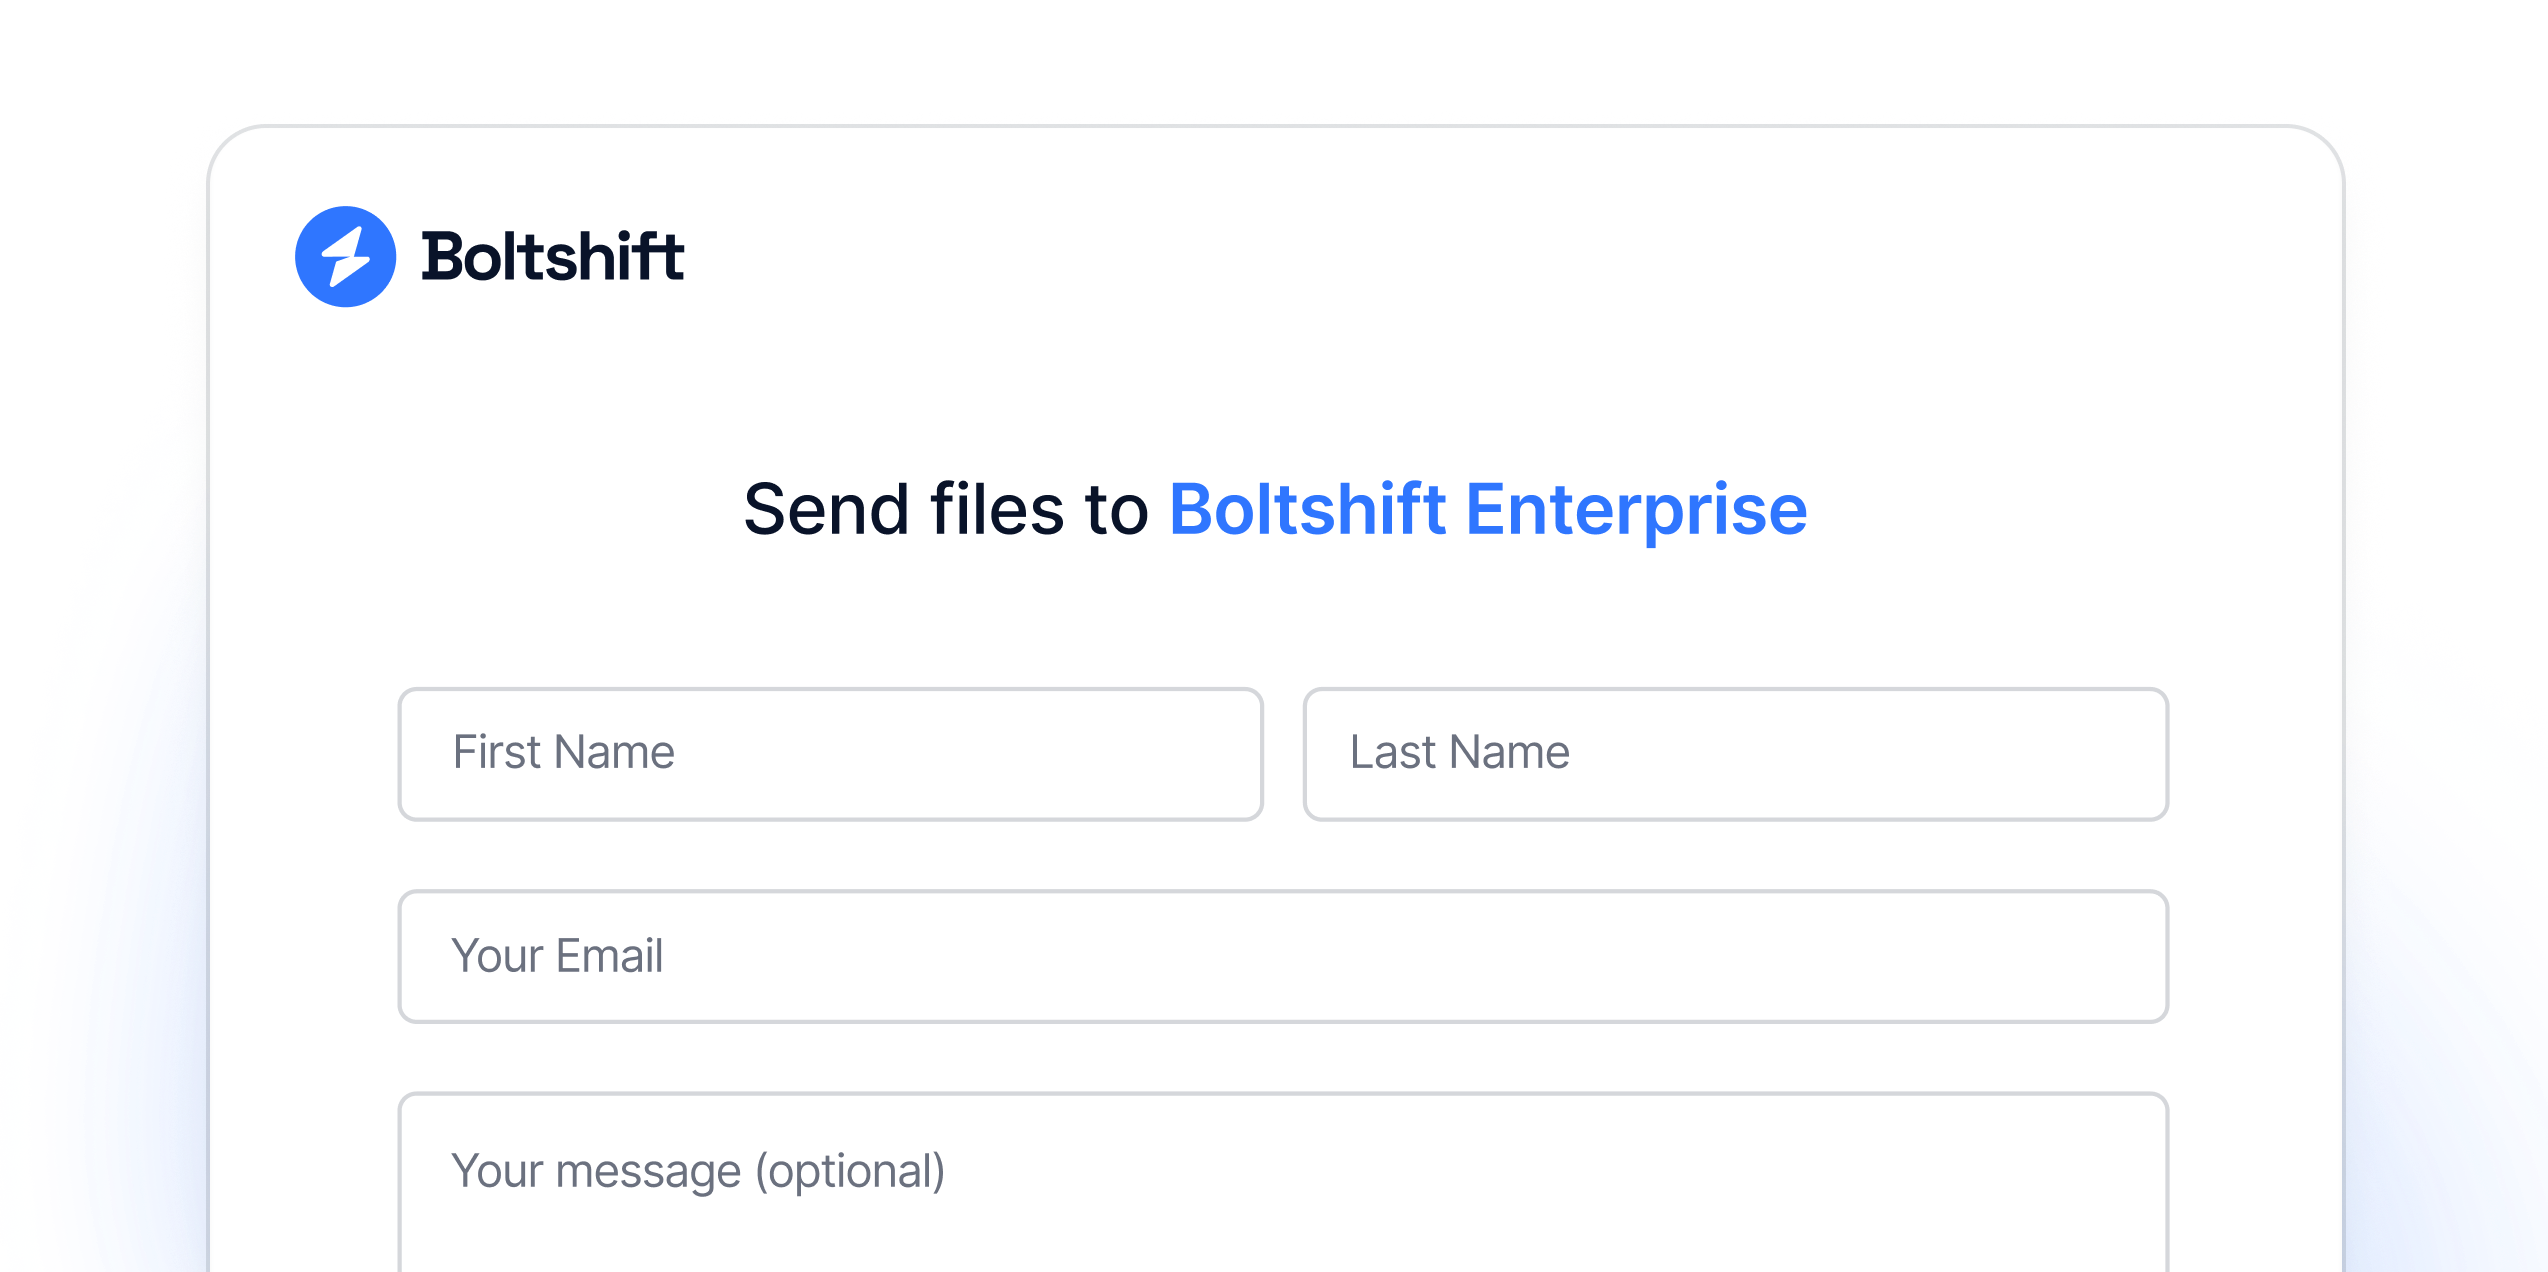 Boltshift
Send files to Boltshift Enterprise
First Name
Last Name
Your Email
Your message (optional)